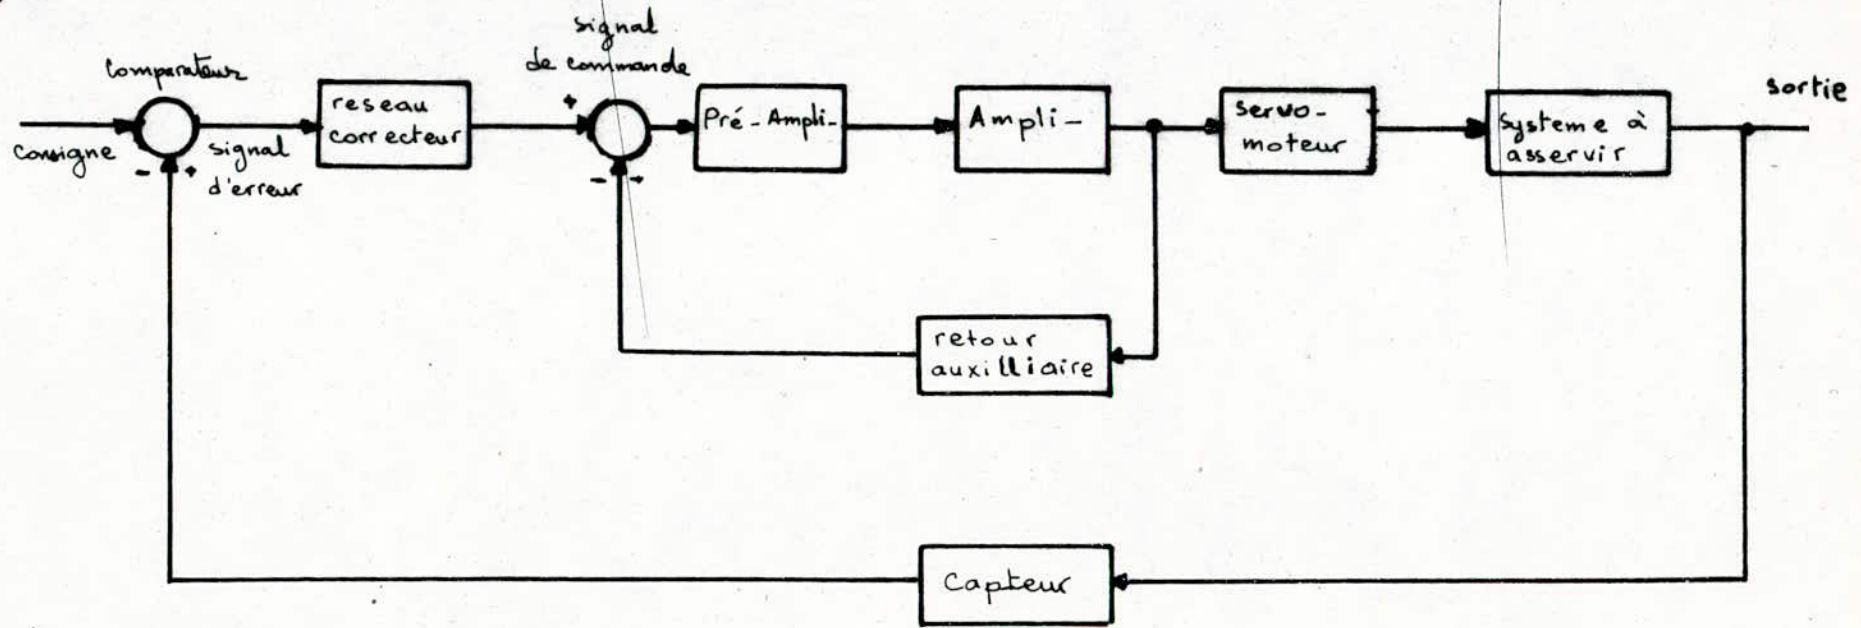 signal
de commande
comparateur
sortie
reseau
correcteur
+
Pré-Ampli-
Ampli-
servo-
moteur
systeme à
asservir
consigne
signal
d'erreur
- +
- +
retour
auxilliaire
Capteur